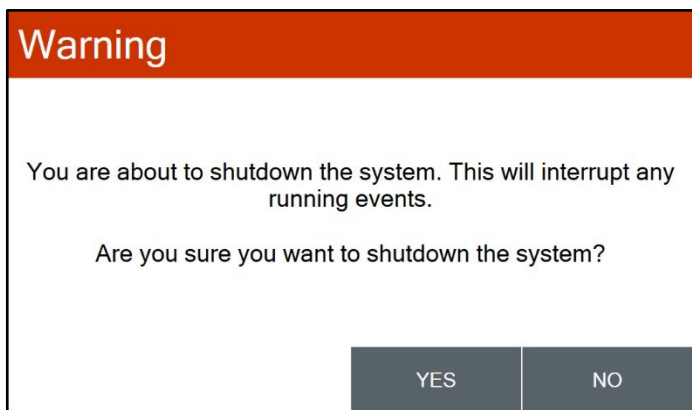 Warning
You are about to shutdown the system. This will interrupt any
running events.
Are you sure you want to shutdown the system?
YES
NO